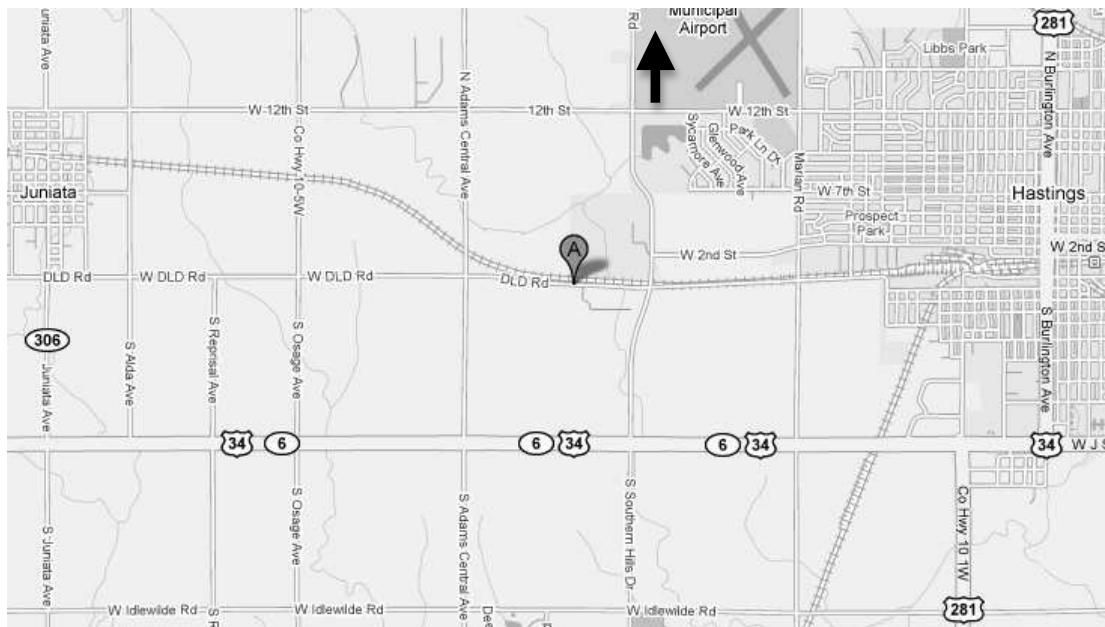 Municipal
Airport
Rd
281
Libbs Park
Juniata Ave
N Adams Central Ave
N Burlington Ave
W 12th St
12th St
W 12th St
Co Hwy 10-5W
Sycamore Ave
Glenwood Ave
Park Ln Dr
Marian Rd
Juniata
W 7th St
Hastings
Prospect
Park
W 2nd St
W 2nd S
A
DLD Rd
W DLD Rd
W DLD Rd
DLD Rd
306
Juniata Ave
S Alda Ave
S Reprisal Ave
S Osage Ave
S Burlington Ave
34
6
6
34
6
34
34
W J S
S Juniata Ave
S R
S Osage Ave
S Adams Central Ave
S Southern Hills Dr
Co Hwy 10 1W
W Idlewilde Rd
W Idlewilde Rd
Dee
W Idlewilde Rd
281